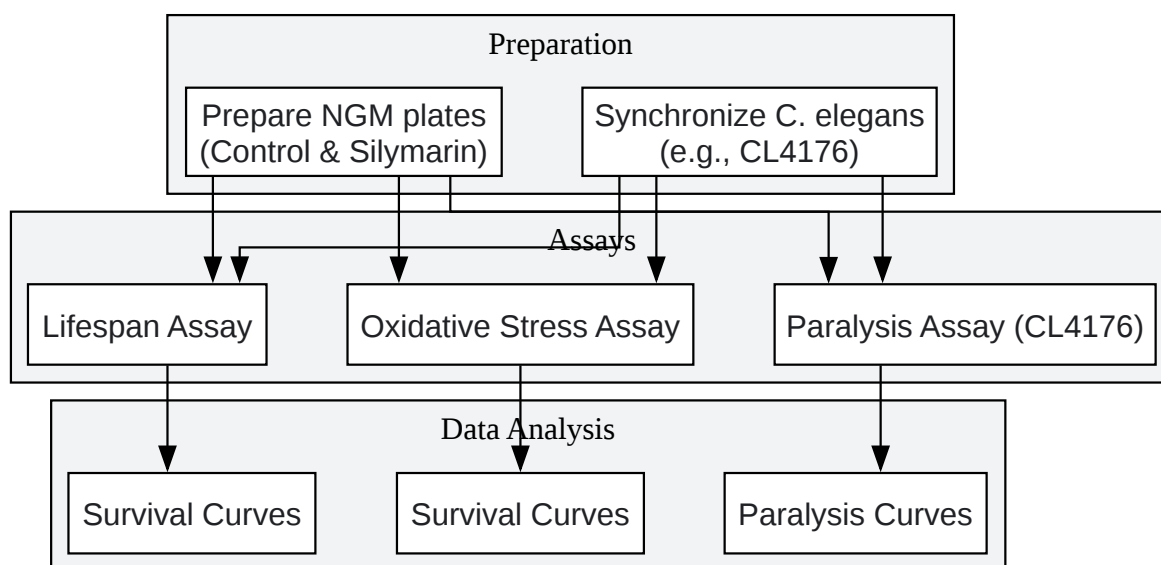 Preparation
Prepare NGM plates
(Control & Silymarin)
Synchronize C. elegans
(e.g., CL4176)
Assays
Lifespan Assay
Oxidative Stress Assay
Paralysis Assay (CL4176)
Data Analysis
Survival Curves
Survival Curves
Paralysis Curves